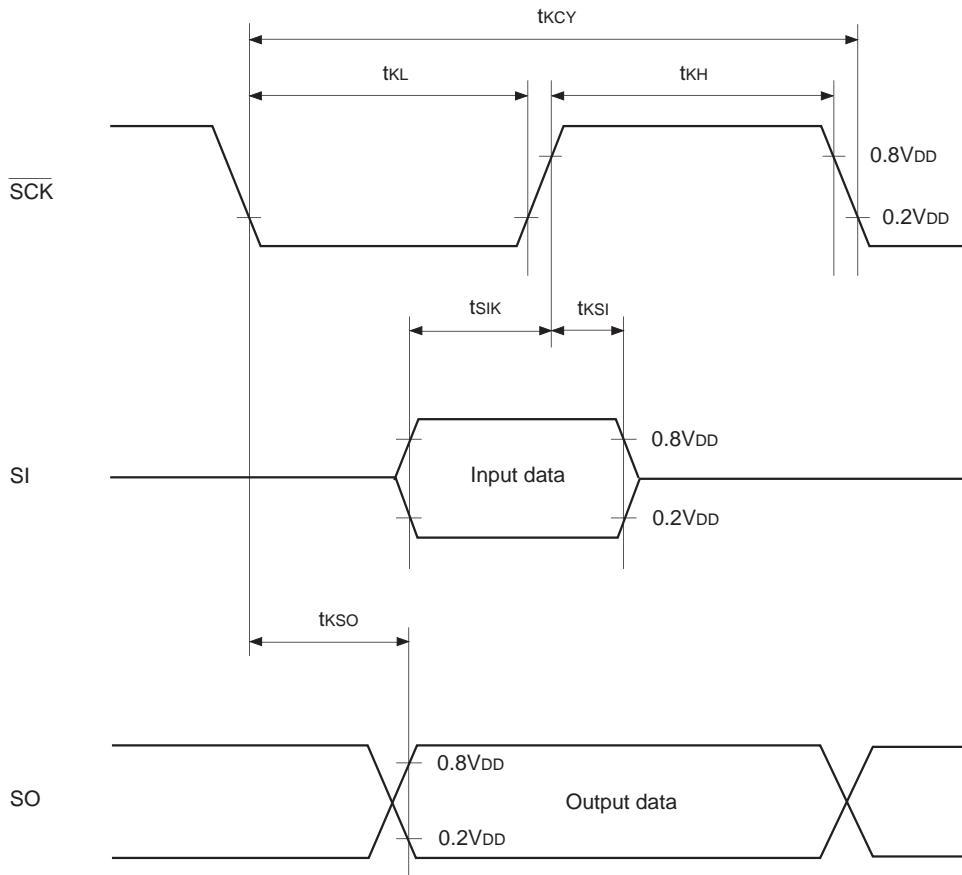 tKCY
tKL
tKH
SCK
0.8VDD
0.2VDD
tSIK
tKSI
SI
Input data
0.8VDD
0.2VDD
tKSO
SO
0.8VDD
Output data
0.2VDD